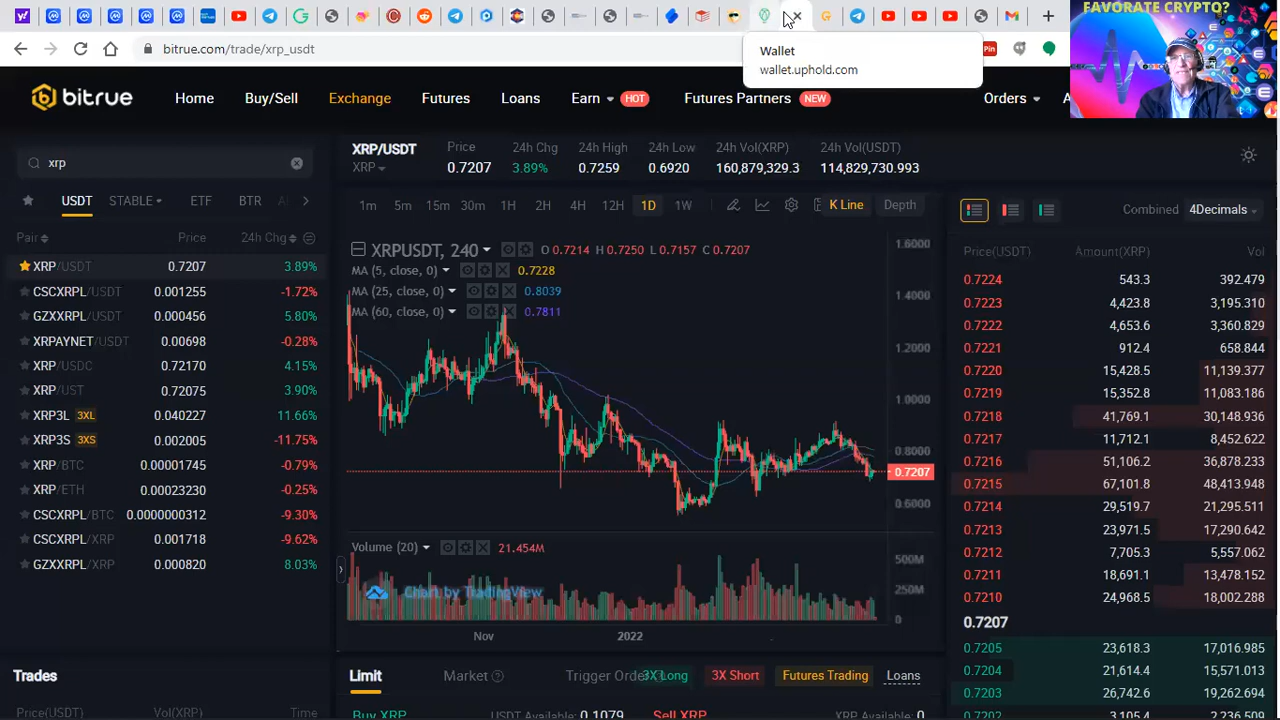 FAVORATE CRYPTO?
bitrue.com/trade/xrp_usdt
Wallet
wallet.uphold.com
Pin
bitrue Home Buy/Sell Exchange Futures Loans Earn HOT Futures Partners NEW Orders
xrp
USDT STABLE ETF BTR
Pair Price 24h Chg
XRP/USDT 0.7207 3.89%
CSCXRPL/USDT 0.001255 -1.72%
GZXXRPL/USDT 0.000456 5.80%
XRPAYNET/USDT 0.00698 -0.28%
XRP/USDC 0.72170 4.15%
XRP/UST 0.72075 3.90%
XRP3L 3XL 0.040227 11.66%
XRP3S 3XS 0.002005 -11.75%
XRP/BTC 0.00001745 -0.79%
XRP/ETH 0.00023230 -0.25%
CSCXRPL/BTC 0.0000000312 -9.30%
CSCXRPL/XRP 0.001718 -9.62%
GZXXRPL/XRP 0.000820 8.03%
Trades
Price(USDT) Vol(XRP) Time
XRP/USDT Price 24h Chg 24h High 24h Low 24h Vol(XRP) 24h Vol(USDT)
XRP 0.7207 3.89% 0.7259 0.6920 160,879,329.3 114,829,730.993
1m 5m 15m 30m 1H 2H 4H 12H 1D 1W K Line Depth
XRPUSDT, 240 O 0.7214 H 0.7250 L 0.7157 C 0.7207
MA (5, close, 0) 0.7228
MA (25, close, 0) 0.8039
MA (60, close, 0) 0.7811
1.6000
1.4000
1.2000
1.0000
0.8000
0.7207
0.6000
Volume (20) 21.454M
500M
250M
0
Chart by TradingView
Nov 2022
Limit Market Trigger Order 3X Long 3X Short Futures Trading Loans
Buy XRP USDT Available: 0.1079 Sell XRP XRP Available: 0
Combined 4Decimals
Price(USDT) Amount(XRP) Vol
0.7224 543.3 392.479
0.7223 4,423.8 3,195.310
0.7222 4,653.6 3,360.829
0.7221 912.4 658.844
0.7220 15,428.5 11,139.377
0.7219 15,352.8 11,083.186
0.7218 41,769.1 30,148.936
0.7217 11,712.1 8,452.622
0.7216 51,106.2 36,878.233
0.7215 67,101.8 48,413.948
0.7214 29,519.7 21,295.511
0.7213 23,971.5 17,290.642
0.7212 7,705.3 5,557.062
0.7211 18,691.1 13,478.152
0.7210 24,968.5 18,002.288
0.7207
0.7205 23,618.3 17,016.985
0.7204 21,614.4 15,571.013
0.7203 26,742.6 19,262.694